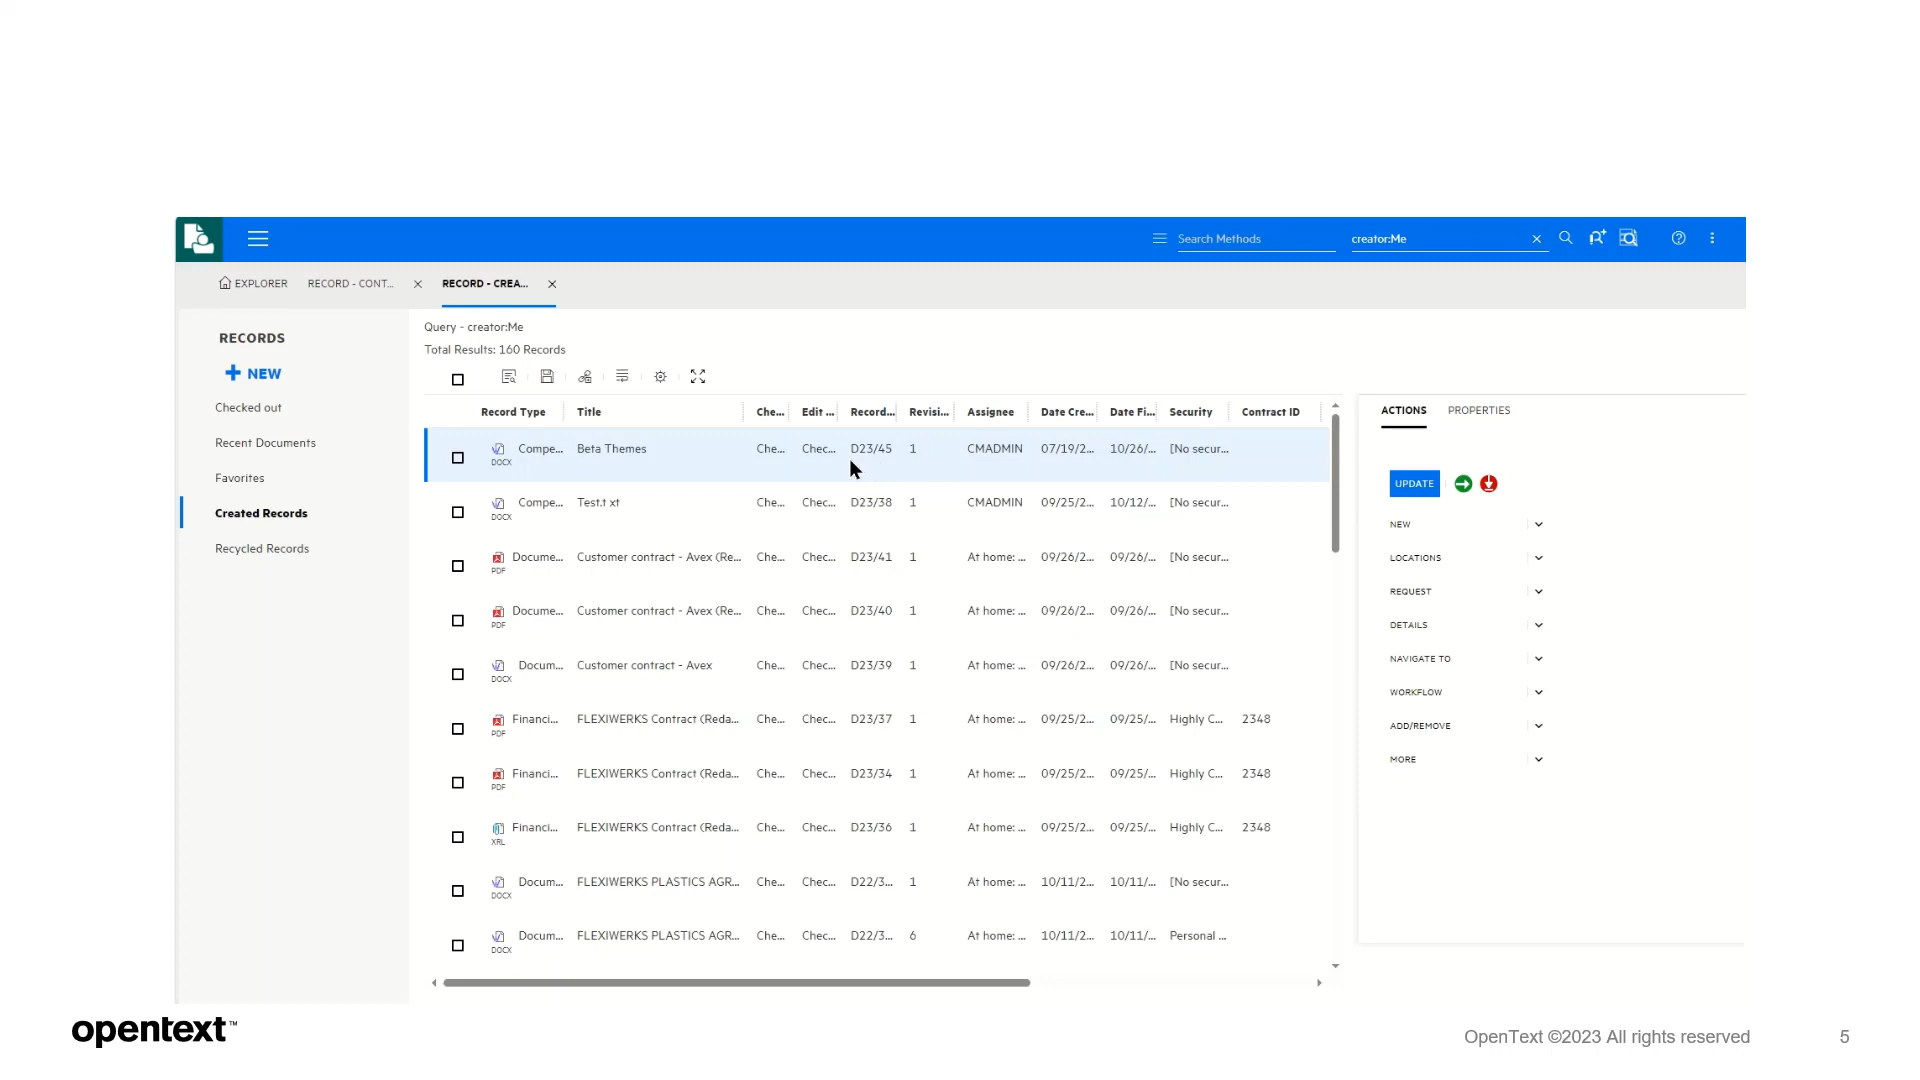 Search Methods creator:Me
EXPLORER RECORD - CONT... RECORD - CREA...
RECORDS
NEW
Checked out
Recent Documents
Favorites
Created Records
Recycled Records
Query - creator:Me
Total Results: 160 Records
Record Type Title Che... Edit ... Record... Revisi... Assignee Date Cre... Date Fi... Security Contract ID
DOCX Compe... Beta Themes Che... Chec... D23/45 1 CMADMIN 07/19/2... 10/26/... [No secur...
DOCX Compe... Test.t xt Che... Chec... D23/38 1 CMADMIN 09/25/2... 10/12/... [No secur...
PDF Docume... Customer contract - Avex (Re... Che... Chec... D23/41 1 At home: ... 09/26/2... 09/26/... [No secur...
PDF Docume... Customer contract - Avex (Re... Che... Chec... D23/40 1 At home: ... 09/26/2... 09/26/... [No secur...
DOCX Docum... Customer contract - Avex Che... Chec... D23/39 1 At home: ... 09/26/2... 09/26/... [No secur...
PDF Financi... FLEXIWERKS Contract (Reda... Che... Chec... D23/37 1 At home: ... 09/25/2... 09/25/... Highly C... 2348
PDF Financi... FLEXIWERKS Contract (Reda... Che... Chec... D23/34 1 At home: ... 09/25/2... 09/25/... Highly C... 2348
XRL Financi... FLEXIWERKS Contract (Reda... Che... Chec... D23/36 1 At home: ... 09/25/2... 09/25/... Highly C... 2348
DOCX Docum... FLEXIWERKS PLASTICS AGR... Che... Chec... D22/3... 1 At home: ... 10/11/2... 10/11/... [No secur...
DOCX Docum... FLEXIWERKS PLASTICS AGR... Che... Chec... D22/3... 6 At home: ... 10/11/2... 10/11/... Personal ...
ACTIONS PROPERTIES
UPDATE
NEW
LOCATIONS
REQUEST
DETAILS
NAVIGATE TO
WORKFLOW
ADD/REMOVE
MORE
opentext™
OpenText ©2023 All rights reserved 5